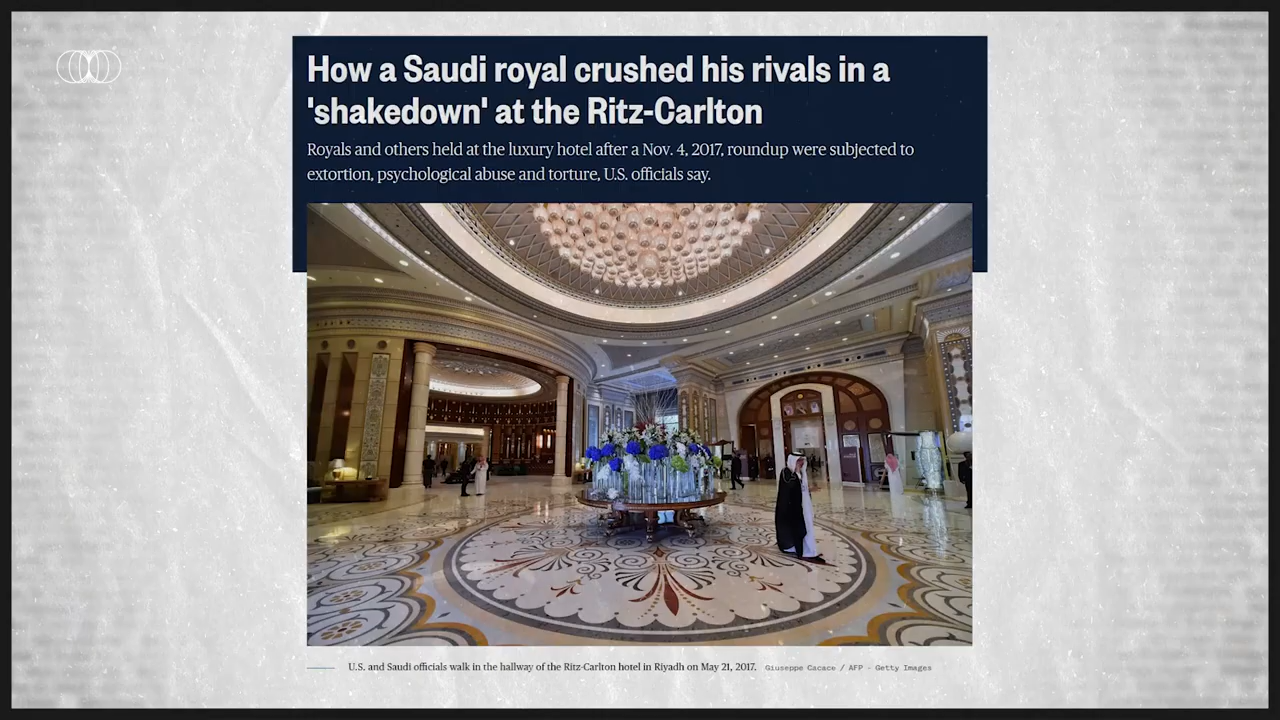 How a Saudi royal crushed his rivals in a
'shakedown' at the Ritz-Carlton
Royals and others held at the luxury hotel after a Nov. 4, 2017, roundup were subjected to
extortion, psychological abuse and torture, U.S. officials say.
U.S. and Saudi officials walk in the hallway of the Ritz-Carlton hotel in Riyadh on May 21, 2017. Giuseppe Cacace / AFP - Getty Images